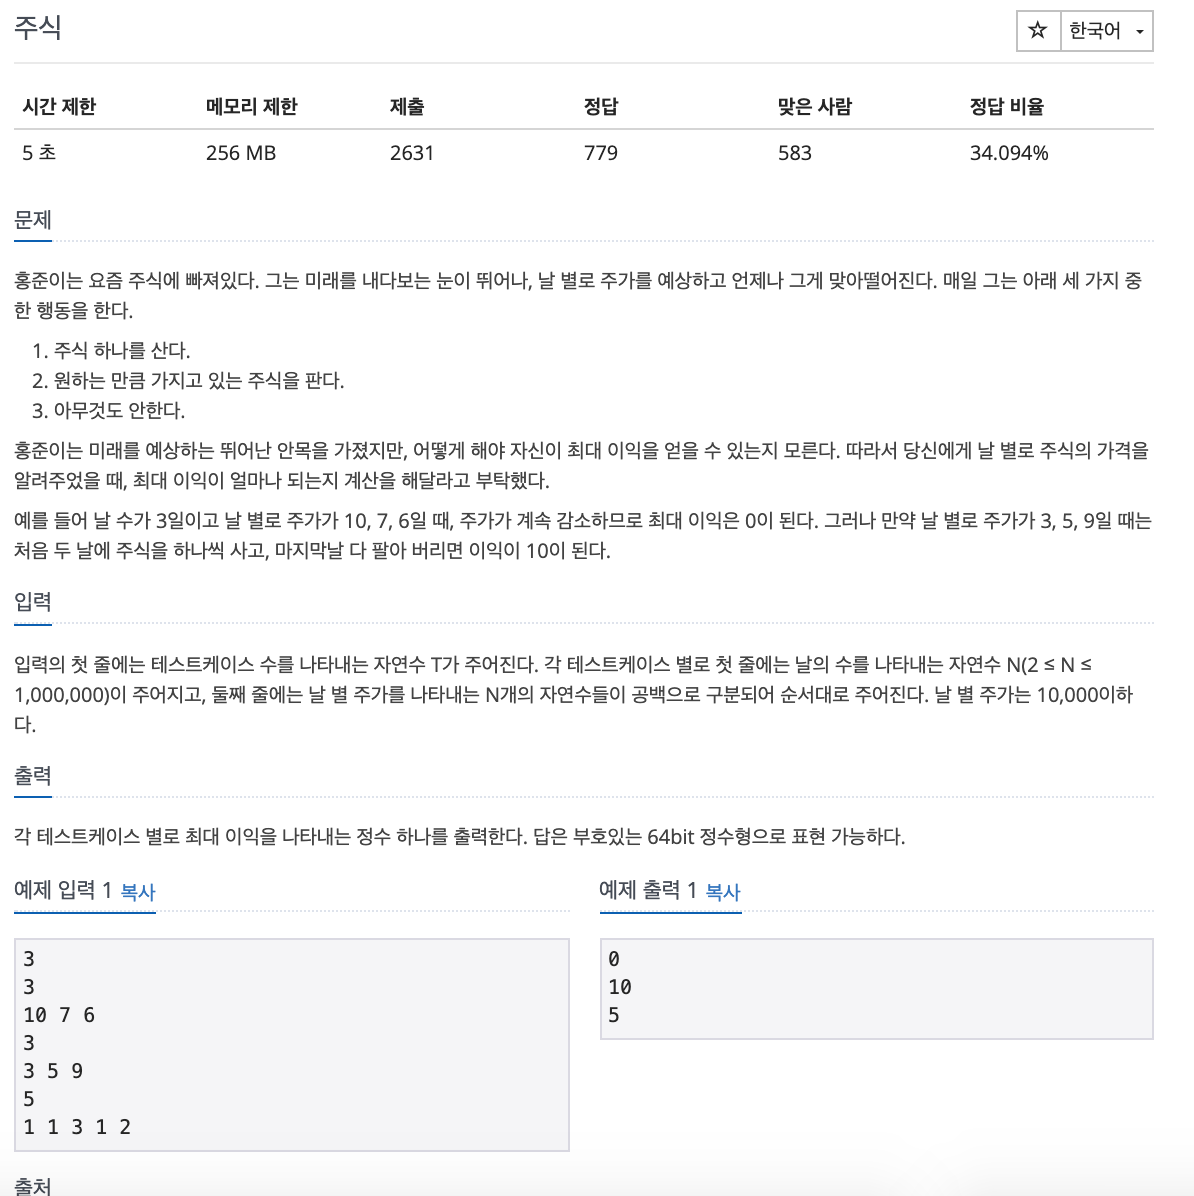 주식
☆ 한국어
시간 제한 메모리 제한 제출 정답 맞은 사람 정답 비율
5 초 256 MB 2631 779 583 34.094%
문제
홍준이는 요즘 주식에 빠져있다. 그는 미래를 내다보는 눈이 뛰어나, 날 별로 주가를 예상하고 언제나 그게 맞아떨어진다. 매일 그는 아래 세 가지 중
한 행동을 한다.
1. 주식 하나를 산다.
2. 원하는 만큼 가지고 있는 주식을 판다.
3. 아무것도 안한다.
홍준이는 미래를 예상하는 뛰어난 안목을 가졌지만, 어떻게 해야 자신이 최대 이익을 얻을 수 있는지 모른다. 따라서 당신에게 날 별로 주식의 가격을
알려주었을 때, 최대 이익이 얼마나 되는지 계산을 해달라고 부탁했다.
예를 들어 날 수가 3일이고 날 별로 주가가 10, 7, 6일 때, 주가가 계속 감소하므로 최대 이익은 0이 된다. 그러나 만약 날 별로 주가가 3, 5, 9일 때는
처음 두 날에 주식을 하나씩 사고, 마지막날 다 팔아 버리면 이익이 10이 된다.
입력
입력의 첫 줄에는 테스트케이스 수를 나타내는 자연수 T가 주어진다. 각 테스트케이스 별로 첫 줄에는 날의 수를 나타내는 자연수 N(2 ≤ N ≤
1,000,000)이 주어지고, 둘째 줄에는 날 별 주가를 나타내는 N개의 자연수들이 공백으로 구분되어 순서대로 주어진다. 날 별 주가는 10,000이하
다.
출력
각 테스트케이스 별로 최대 이익을 나타내는 정수 하나를 출력한다. 답은 부호있는 64bit 정수형으로 표현 가능하다.
예제 입력 1 복사
3
3
10 7 6
3
3 5 9
5
1 1 3 1 2
예제 출력 1 복사
0
10
5
출처